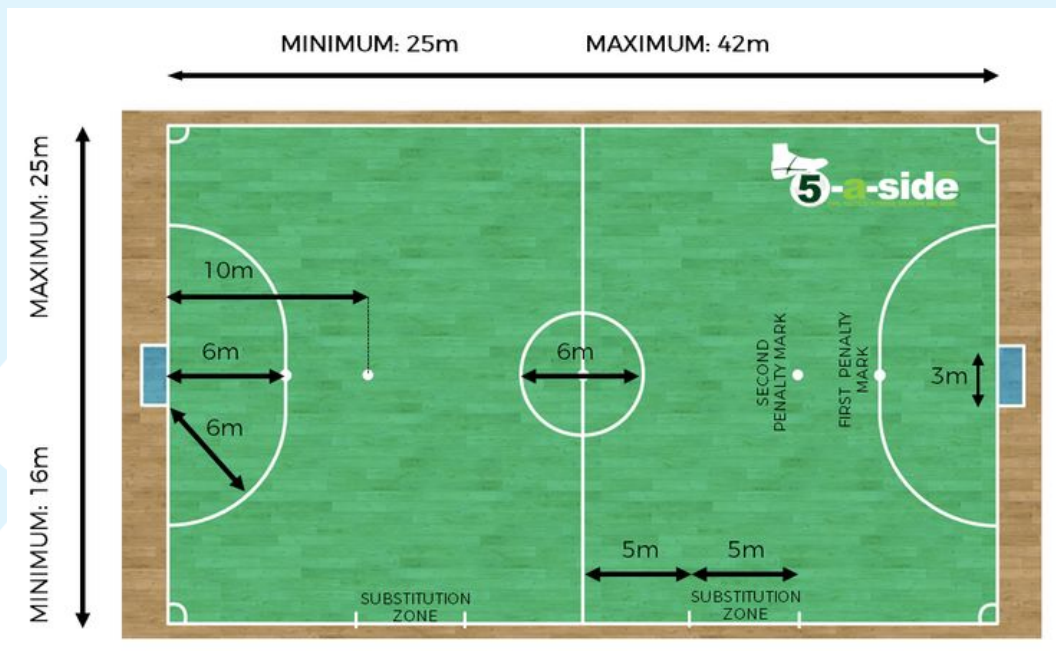 MINIMUM: 25m MAXIMUM: 42m
MAXIMUM: 25m
MINIMUM: 16m
5-a-side
10m
6m
6m
6m
SECOND
PENALTY MARK
FIRST PENALTY
MARK
3m
5m 5m
SUBSTITUTION
ZONE
SUBSTITUTION
ZONE